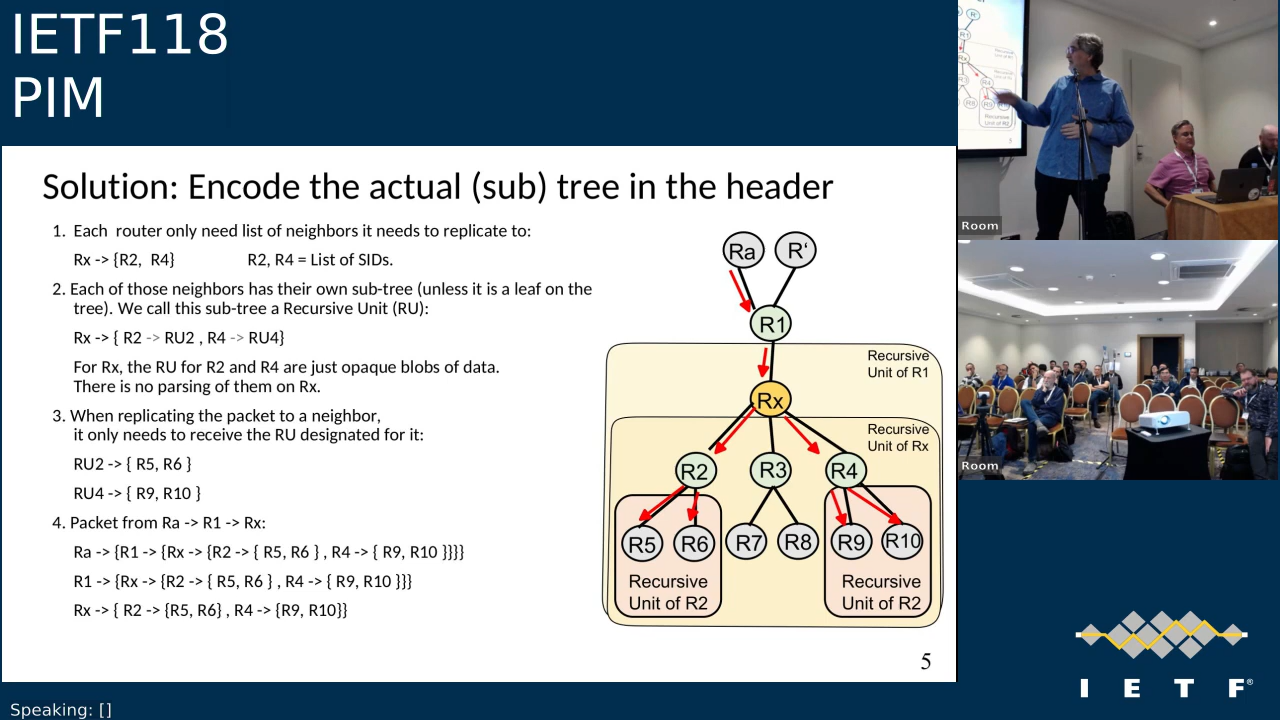 IETF118
PIM
Solution: Encode the actual (sub) tree in the header
1. Each router only need list of neighbors it needs to replicate to:
Rx -> {R2, R4} R2, R4 = List of SIDs.
2. Each of those neighbors has their own sub-tree (unless it is a leaf on the
tree). We call this sub-tree a Recursive Unit (RU):
Rx -> { R2 -> RU2 , R4 -> RU4}
For Rx, the RU for R2 and R4 are just opaque blobs of data.
There is no parsing of them on Rx.
3. When replicating the packet to a neighbor,
it only needs to receive the RU designated for it:
RU2 -> { R5, R6 }
RU4 -> { R9, R10 }
4. Packet from Ra -> R1 -> Rx:
Ra -> {R1 -> {Rx -> {R2 -> { R5, R6 } , R4 -> { R9, R10 }}}}
R1 -> {Rx -> {R2 -> { R5, R6 } , R4 -> { R9, R10 }}}
Rx -> { R2 -> {R5, R6} , R4 -> {R9, R10}}
Ra R‘
R1
Recursive
Unit of R1
Rx
Recursive
Unit of Rx
R2 R3 R4
R5 R6 R7 R8 R9 R10
Recursive
Unit of R2
Recursive
Unit of R2
5
Room
Room
I E T F®
Speaking: []